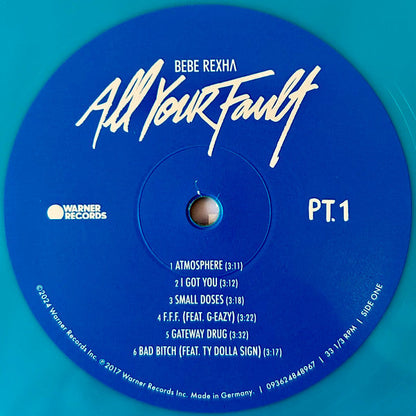 BEBE REXHA
All Your Fault
PT.1
WARNER
RECORDS
1 ATMOSPHERE (3:11)
2 I GOT YOU (3:12)
3 SMALL DOSES (3:18)
4 F.F.F. (FEAT. G-EAZY) (3:22)
5 GATEWAY DRUG (3:32)
6 BAD BITCH (FEAT. TY DOLLA SIGN) (3:17)
©2024 Warner Records Inc. ℗2017 Warner Records Inc. Made in Germany. | 093624848967 | 33 1/3 RPM | SIDE ONE